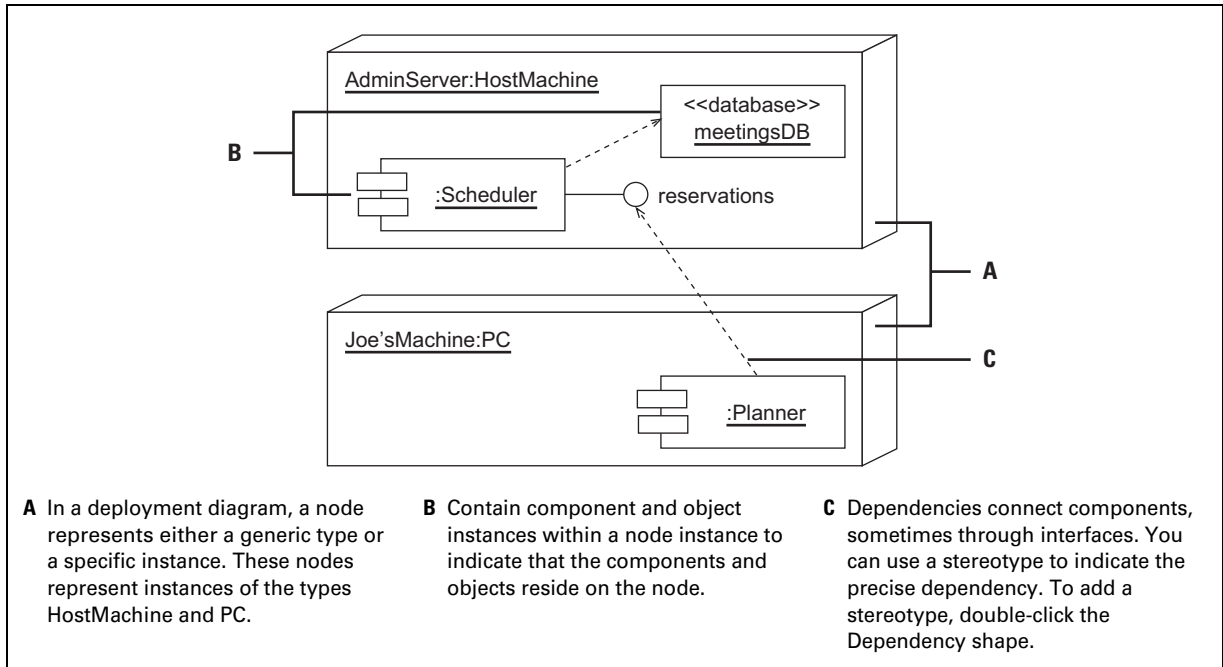 AdminServer:HostMachine
<<database>>
meetingsDB
B
:Scheduler
reservations
A
Joe'sMachine:PC
C
:Planner
A In a deployment diagram, a node
represents either a generic type or
a specific instance. These nodes
represent instances of the types
HostMachine and PC.
B Contain component and object
instances within a node instance to
indicate that the components and
objects reside on the node.
C Dependencies connect components,
sometimes through interfaces. You
can use a stereotype to indicate the
precise dependency. To add a
stereotype, double-click the
Dependency shape.